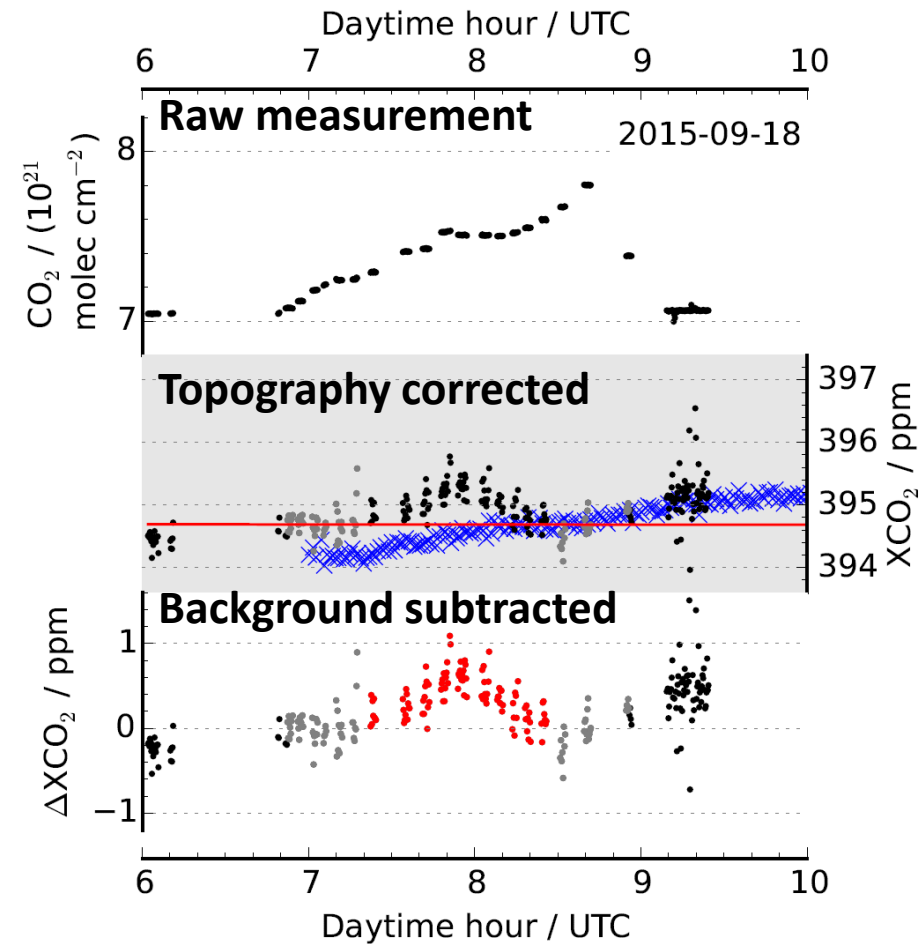 Daytime hour / UTC
6 7 8 9 10
Raw measurement
2015-09-18
CO₂ / (10²¹
molec cm⁻²)
8
7
Topography corrected
397
396
395
394
XCO₂ / ppm
Background subtracted
ΔXCO₂ / ppm
1
0
−1
6 7 8 9 10
Daytime hour / UTC